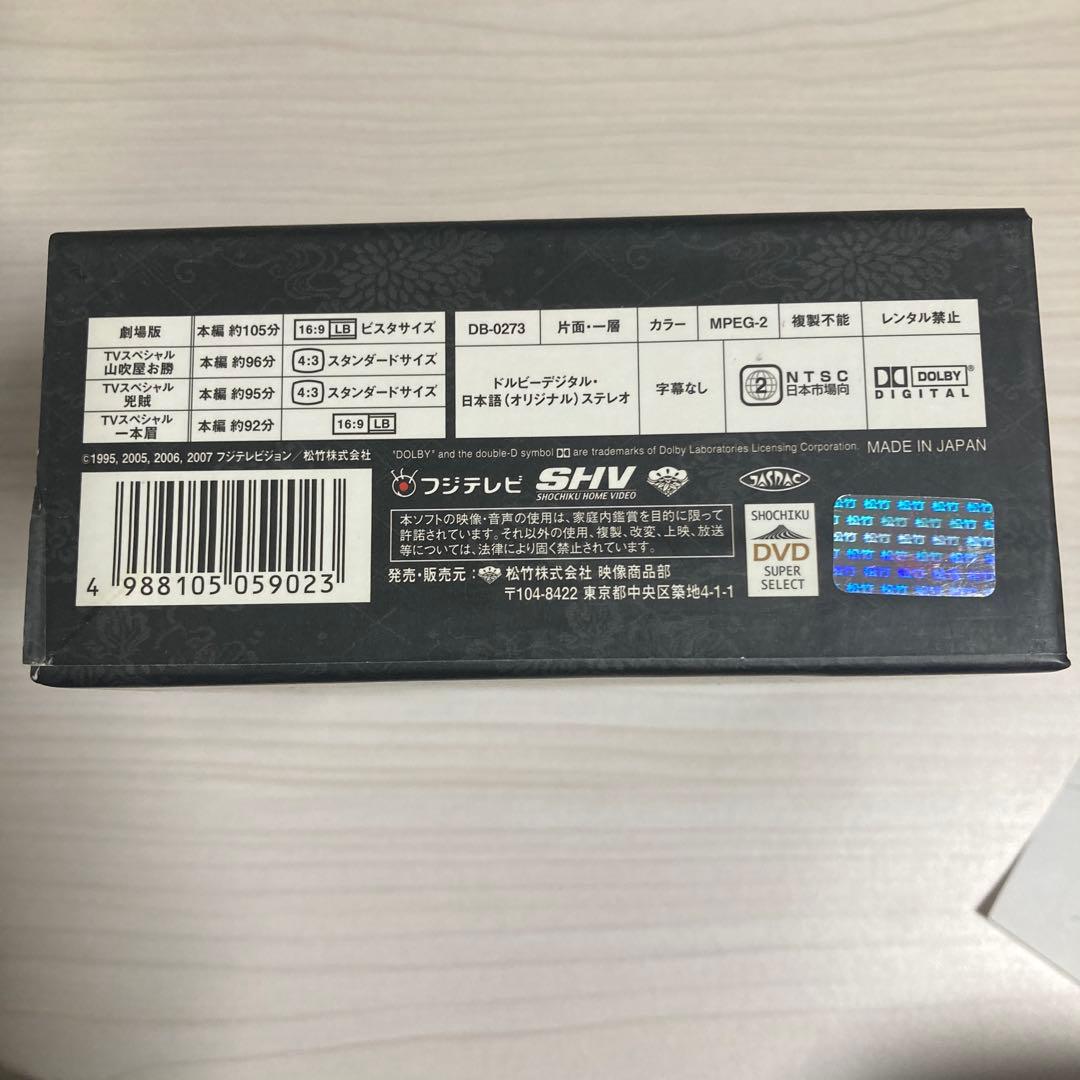 劇場版 本編 約105分 16:9 LB ビスタサイズ
TVスペシャル
山吹屋お勝 本編 約96分 4:3 スタンダードサイズ
TVスペシャル
兇賊 本編 約95分 4:3 スタンダードサイズ
TVスペシャル
一本眉 本編 約92分 16:9 LB
DB-0273 片面・一層 カラー MPEG-2 複製不能 レンタル禁止
ドルビーデジタル・
日本語(オリジナル)ステレオ
字幕なし
2 NTSC
日本市場向
DOLBY®
DIGITAL
©1995, 2005, 2006, 2007 フジテレビジョン/松竹株式会社
"DOLBY" and the double-D symbol are trademarks of Dolby Laboratories Licensing Corporation. MADE IN JAPAN
4 988105 059023
フジテレビ
SHV
SHOCHIKU HOME VIDEO
JASRAC
本ソフトの映像・音声の使用は、家庭内鑑賞を目的に限って
許諾されています。それ以外の使用、複製、改変、上映、放送
等については、法律により固く禁止されています。
発売・販売元: 松竹株式会社 映像商品部
〒104-8422 東京都中央区築地4-1-1
SHOCHIKU
DVD
SUPER
SELECT
松竹 松竹 松竹 松竹